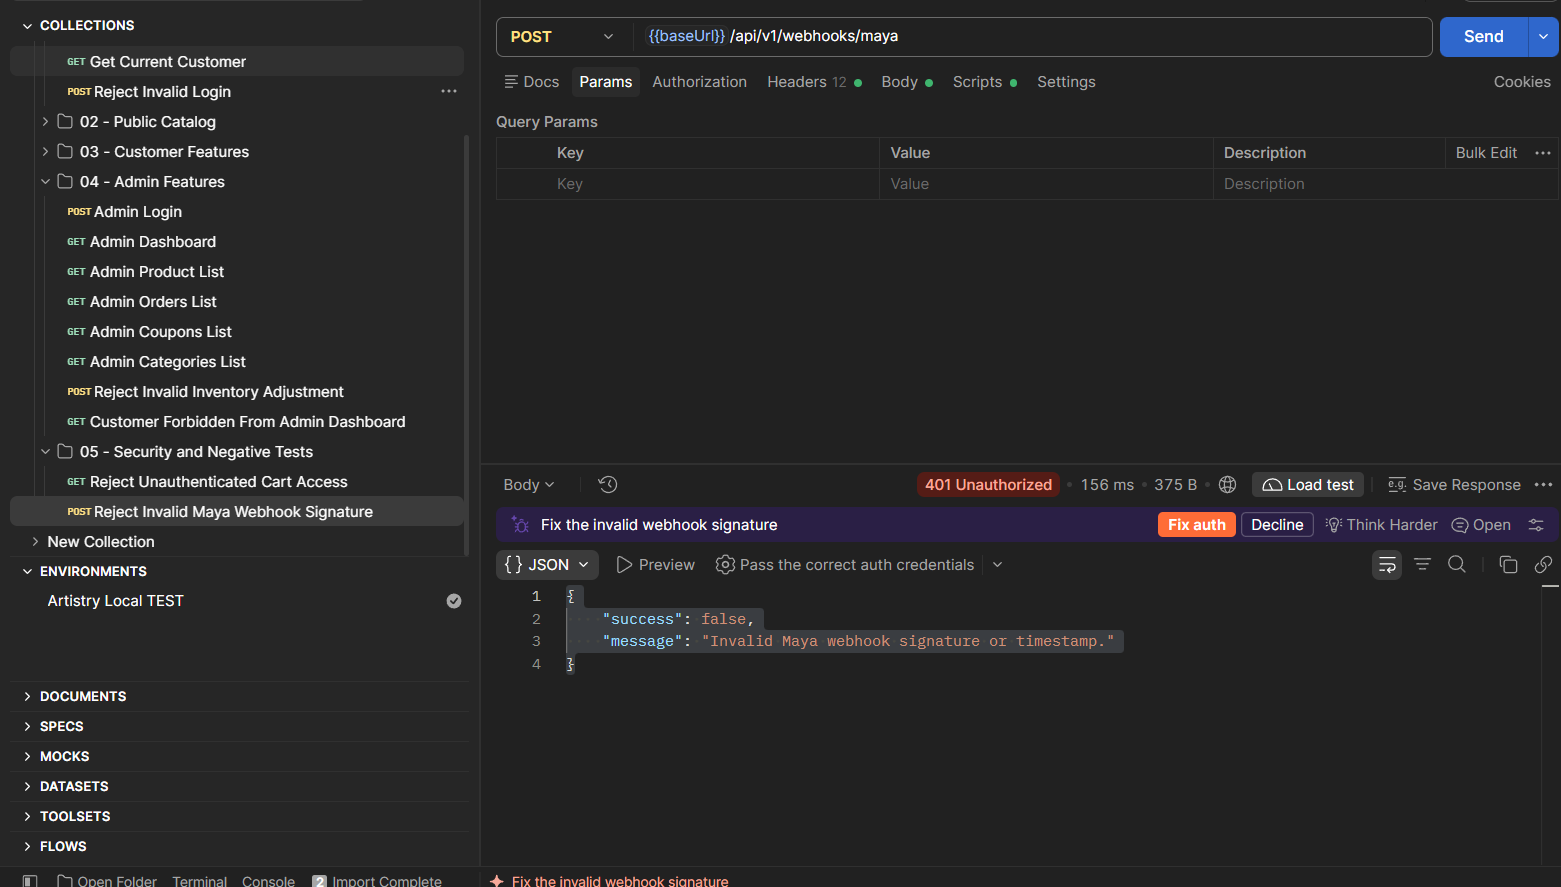 COLLECTIONS
GET Get Current Customer
POST Reject Invalid Login
02 - Public Catalog
03 - Customer Features
04 - Admin Features
POST Admin Login
GET Admin Dashboard
GET Admin Product List
GET Admin Orders List
GET Admin Coupons List
GET Admin Categories List
POST Reject Invalid Inventory Adjustment
GET Customer Forbidden From Admin Dashboard
05 - Security and Negative Tests
GET Reject Unauthenticated Cart Access
POST Reject Invalid Maya Webhook Signature
New Collection
ENVIRONMENTS
Artistry Local TEST
DOCUMENTS
SPECS
MOCKS
DATASETS
TOOLSETS
FLOWS
Open Folder Terminal Console 2 Import Complete
POST {{baseUrl}} /api/v1/webhooks/maya Send
Docs Params Authorization Headers 12 Body Scripts Settings Cookies
Query Params
Key Value Description Bulk Edit
Key Value Description
Body 401 Unauthorized 156 ms 375 B Load test e.g. Save Response
Fix the invalid webhook signature Fix auth Decline Think Harder Open
{} JSON Preview Pass the correct auth credentials
1 {
2 "success": false,
3 "message": "Invalid Maya webhook signature or timestamp."
4 }
Fix the invalid webhook signature